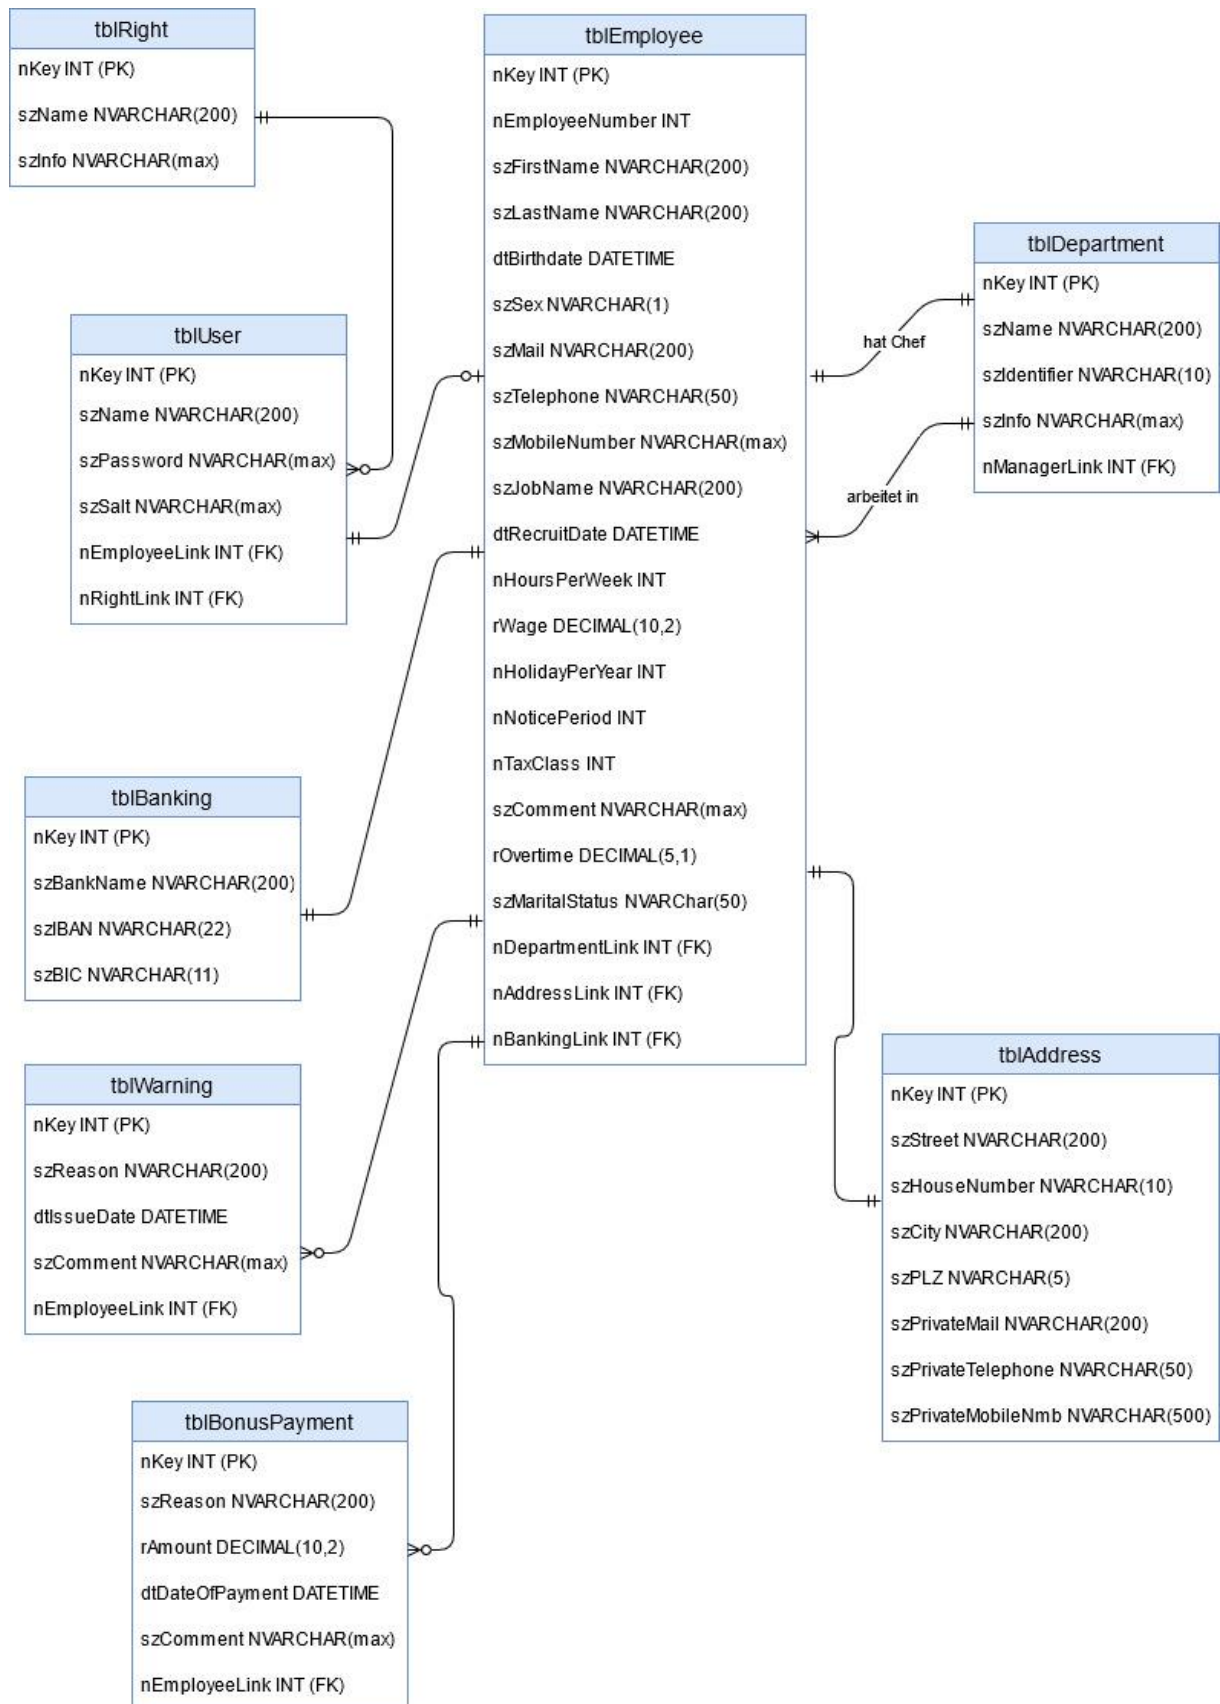 tblRight
nKey INT (PK)
szName NVARCHAR(200)
szInfo NVARCHAR(max)
tblEmployee
nKey INT (PK)
nEmployeeNumber INT
szFirstName NVARCHAR(200)
szLastName NVARCHAR(200)
dtBirthdate DATETIME
szSex NVARCHAR(1)
szMail NVARCHAR(200)
szTelephone NVARCHAR(50)
szMobileNumber NVARCHAR(max)
szJobName NVARCHAR(200)
dtRecruitDate DATETIME
nHoursPerWeek INT
rWage DECIMAL(10,2)
nHolidayPerYear INT
nNoticePeriod INT
nTaxClass INT
szComment NVARCHAR(max)
rOvertime DECIMAL(5,1)
szMaritalStatus NVARChar(50)
nDepartmentLink INT (FK)
nAddressLink INT (FK)
nBankingLink INT (FK)
tblDepartment
nKey INT (PK)
szName NVARCHAR(200)
szIdentifier NVARCHAR(10)
szInfo NVARCHAR(max)
nManagerLink INT (FK)
hat Chef
arbeitet in
tblUser
nKey INT (PK)
szName NVARCHAR(200)
szPassword NVARCHAR(max)
szSalt NVARCHAR(max)
nEmployeeLink INT (FK)
nRightLink INT (FK)
tblBanking
nKey INT (PK)
szBankName NVARCHAR(200)
szIBAN NVARCHAR(22)
szBIC NVARCHAR(11)
tblWarning
nKey INT (PK)
szReason NVARCHAR(200)
dtIssueDate DATETIME
szComment NVARCHAR(max)
nEmployeeLink INT (FK)
tblAddress
nKey INT (PK)
szStreet NVARCHAR(200)
szHouseNumber NVARCHAR(10)
szCity NVARCHAR(200)
szPLZ NVARCHAR(5)
szPrivateMail NVARCHAR(200)
szPrivateTelephone NVARCHAR(50)
szPrivateMobileNmb NVARCHAR(500)
tblBonusPayment
nKey INT (PK)
szReason NVARCHAR(200)
rAmount DECIMAL(10,2)
dtDateOfPayment DATETIME
szComment NVARCHAR(max)
nEmployeeLink INT (FK)